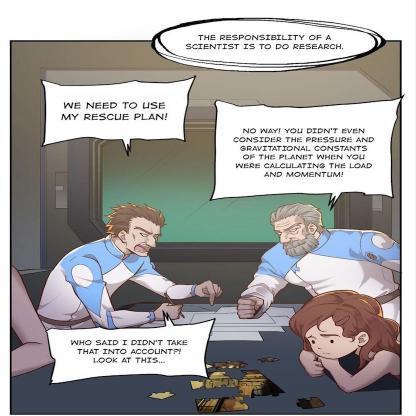 THE RESPONSIBILITY OF A
SCIENTIST IS TO DO RESEARCH.
WE NEED TO USE
MY RESCUE PLAN!
NO WAY! YOU DIDN'T EVEN
CONSIDER THE PRESSURE AND
GRAVITATIONAL CONSTANTS
OF THE PLANET WHEN YOU
WERE CALCULATING THE LOAD
AND MOMENTUM!
WHO SAID I DIDN'T TAKE
THAT INTO ACCOUNT?!
LOOK AT THIS...